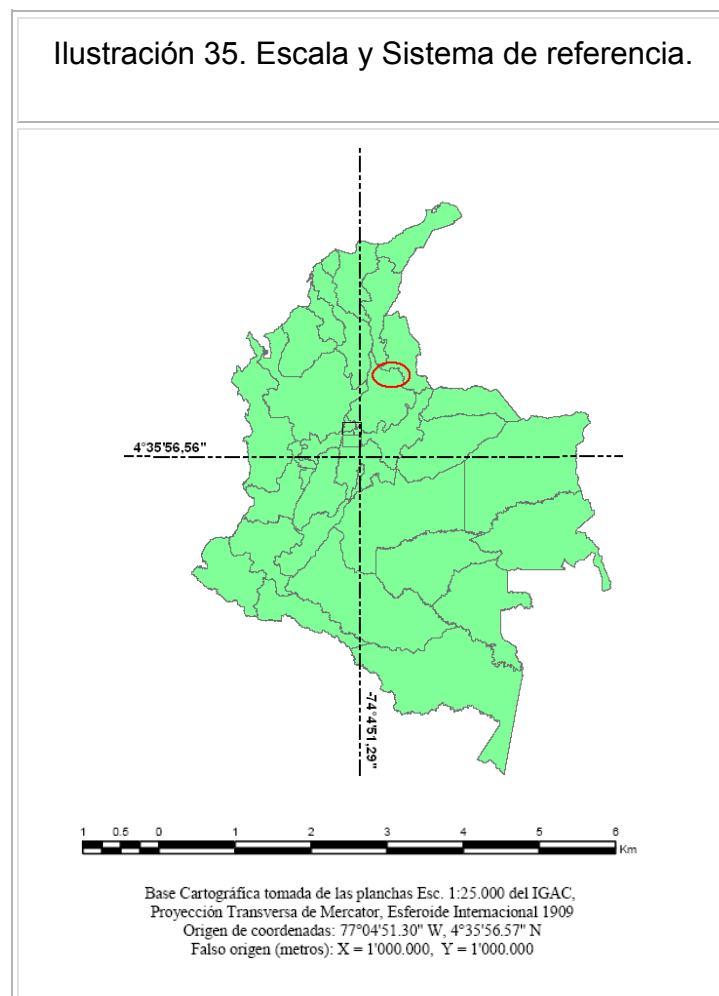 Ilustración 35. Escala y Sistema de referencia.
4°35'56,56"
-74°4'51,29"
1 0.5 0 1 2 3 4 5 6
Km
Base Cartográfica tomada de las planchas Esc. 1:25.000 del IGAC,
Proyección Transversa de Mercator, Esferoide Internacional 1909
Origen de coordenadas: 77°04'51.30" W, 4°35'56.57" N
Falso origen (metros): X = 1'000.000, Y = 1'000.000